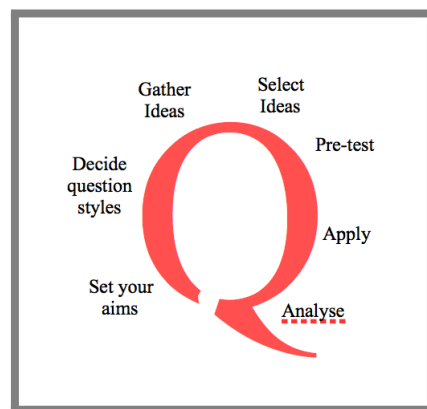 Gather
Ideas
Select
Ideas
Pre-test
Decide
question
styles
Apply
Set your
aims
Analyse
Q